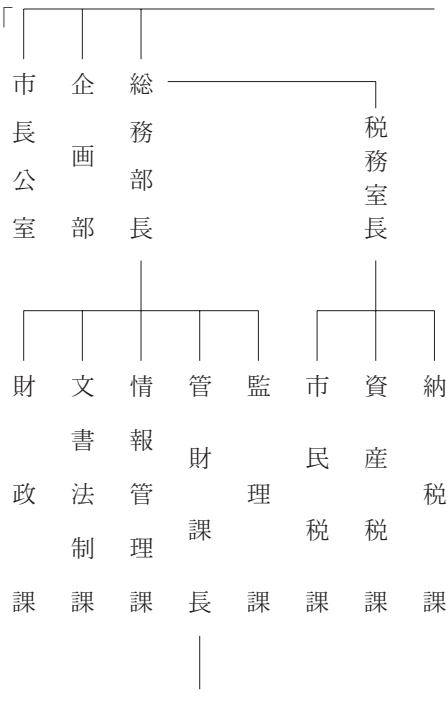 「
市長公室
企画部
総務部長
税務室長
財政課
文書法制課
情報管理課
管財課長
監理課
市民税課
資産税課
納税課